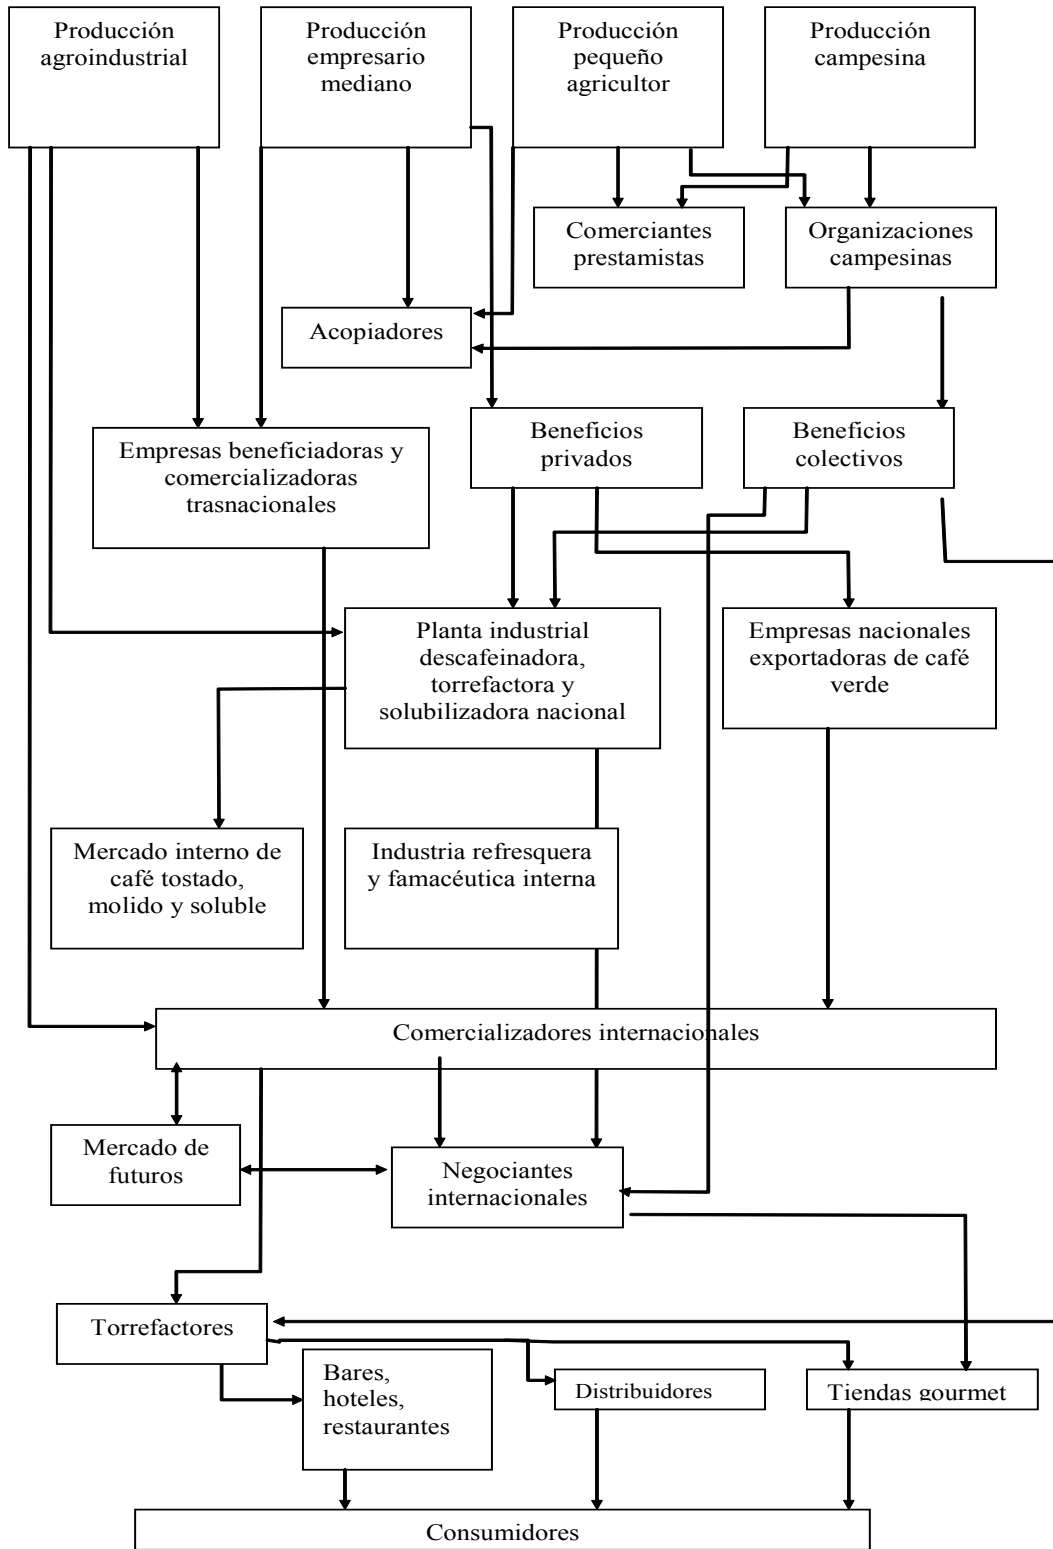 Producción
agroindustrial
Producción
empresario
mediano
Producción
pequeño
agricultor
Producción
campesina
Comerciantes
prestamistas
Organizaciones
campesinas
Acopiadores
Empresas beneficiadoras y
comercializadoras
trasnacionales
Beneficios
privados
Beneficios
colectivos
Planta industrial
descafeinadora,
torrefactora y
solubilizadora nacional
Empresas nacionales
exportadoras de café
verde
Mercado interno de
café tostado,
molido y soluble
Industria refresquera
y famacéutica interna
Comercializadores internacionales
Mercado de
futuros
Negociantes
internacionales
Torrefactores
Bares,
hoteles,
restaurantes
Distribuidores
Tiendas gourmet
Consumidores